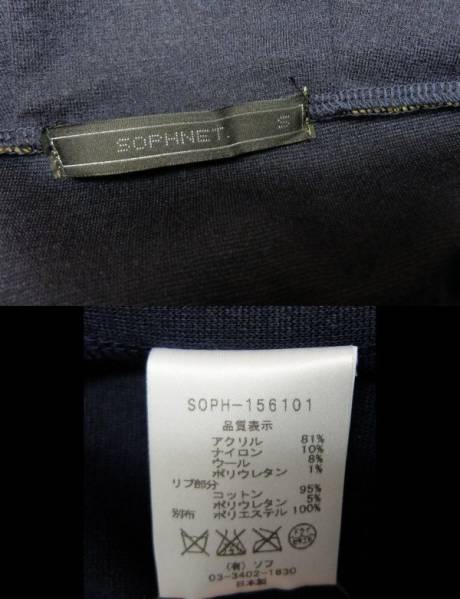 SOPHNET. S
SOPH-156101
品質表示
アクリル 81%
ナイロン 10%
ウール 8%
ポリウレタン 1%
リブ部分
コットン 95%
ポリウレタン 5%
別布 ポリエステル 100%
(有) ソフ
03-3402-1830
日本製